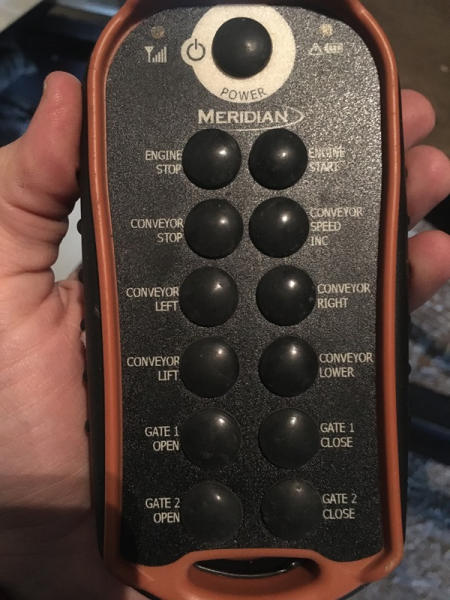 POWER
MERIDIAN
ENGINE
STOP
ENGINE
START
CONVEYOR
STOP
CONVEYOR
SPEED
INC
CONVEYOR
LEFT
CONVEYOR
RIGHT
CONVEYOR
LIFT
CONVEYOR
LOWER
GATE 1
OPEN
GATE 1
CLOSE
GATE 2
OPEN
GATE 2
CLOSE